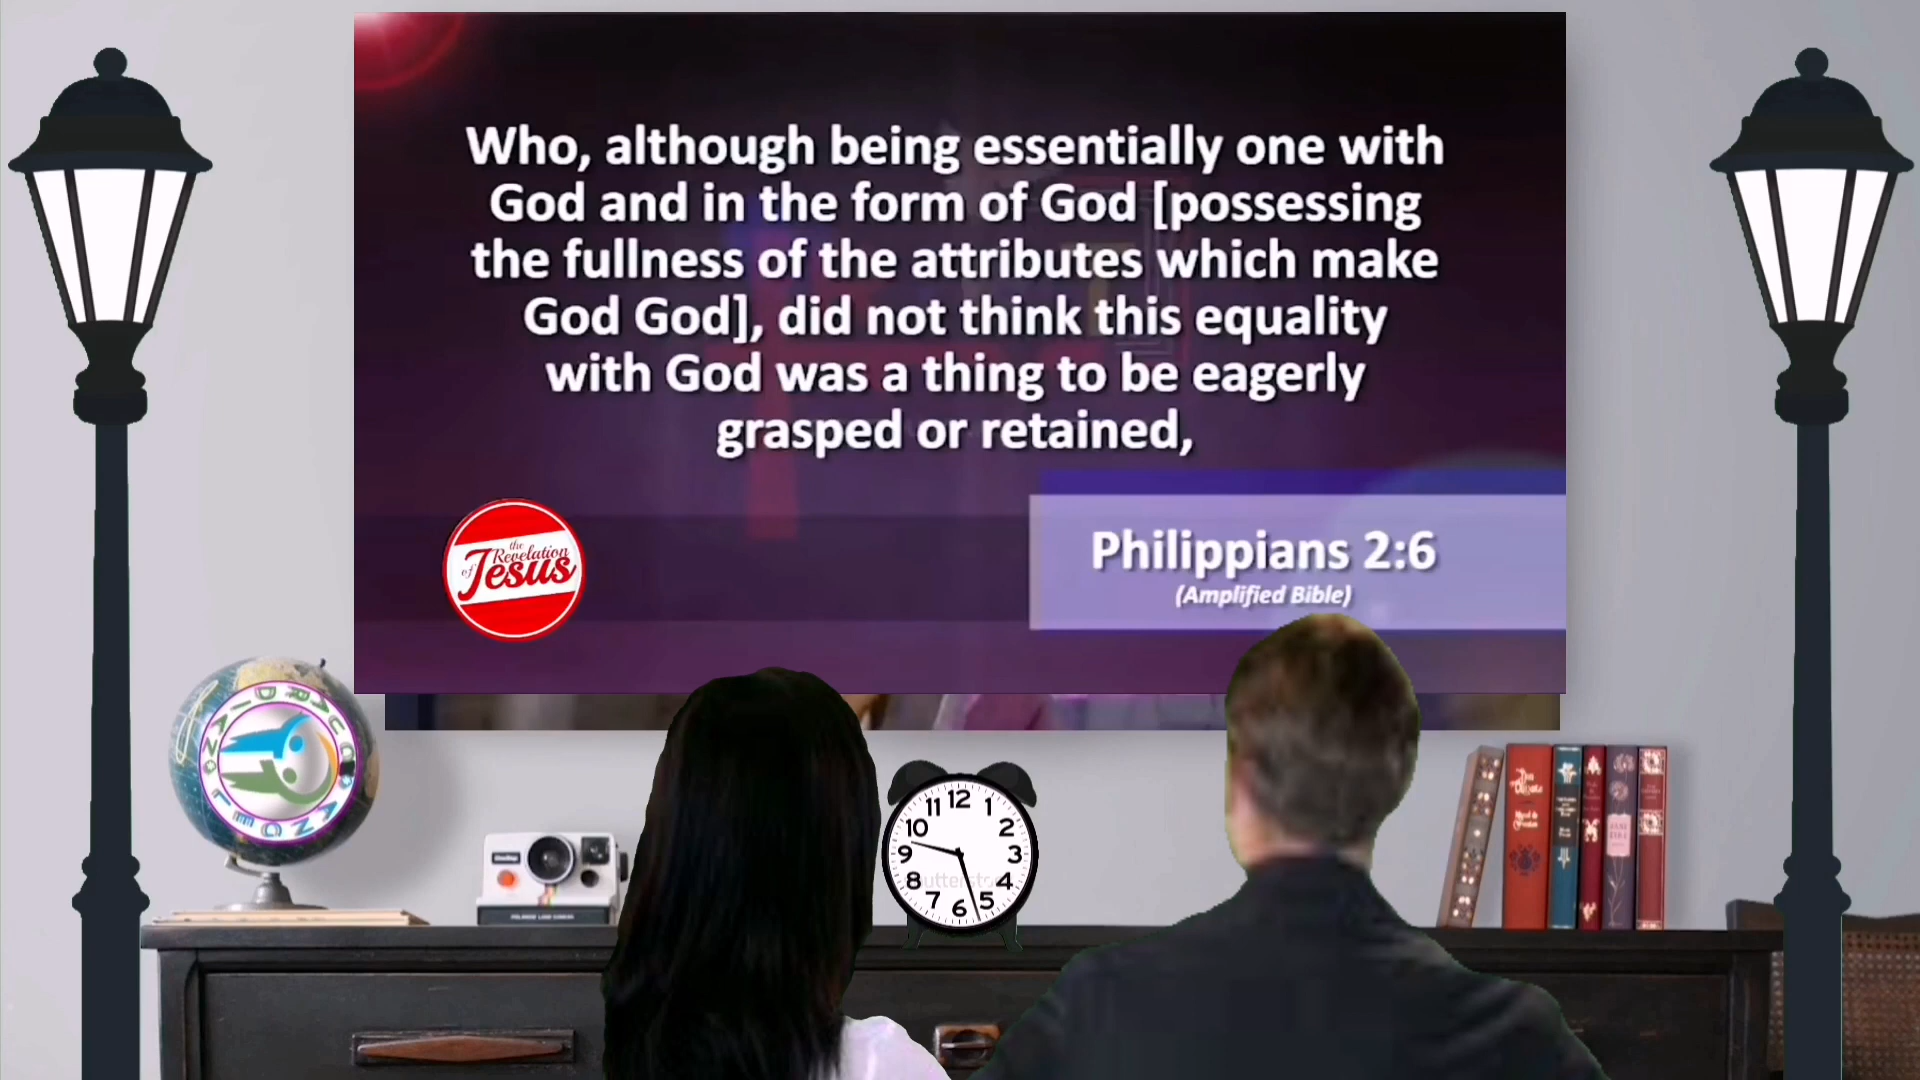 Who, although being essentially one with
God and in the form of God [possessing
the fullness of the attributes which make
God God], did not think this equality
with God was a thing to be eagerly
grasped or retained,
the
Revelation
of Jesus
Philippians 2:6
(Amplified Bible)
12
11 1
10 2
9 3
8 4
7 5
6